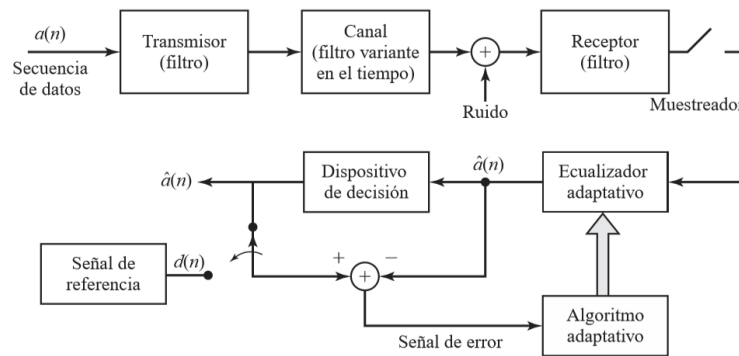 a(n)
Secuencia
de datos
Transmisor
(filtro)
Canal
(filtro variante
en el tiempo)
+
Ruido
Receptor
(filtro)
Muestreador
â(n)
Dispositivo
de decisión
â(n)
Ecualizador
adaptativo
Señal de
referencia
d(n)
+
+
−
Señal de error
Algoritmo
adaptativo